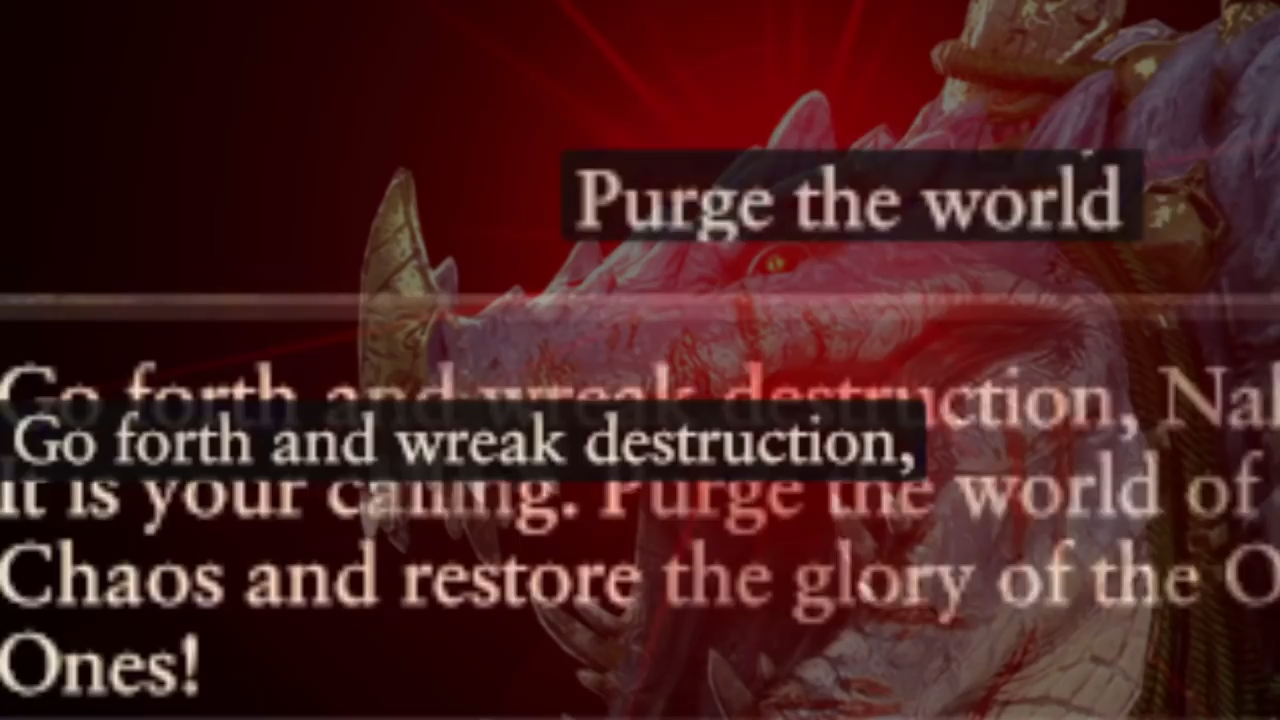 Purge the world
Go forth and wreak destruction, Nal
Go forth and wreak destruction,
it is your calling. Purge the world of
Chaos and restore the glory of the O
Ones!